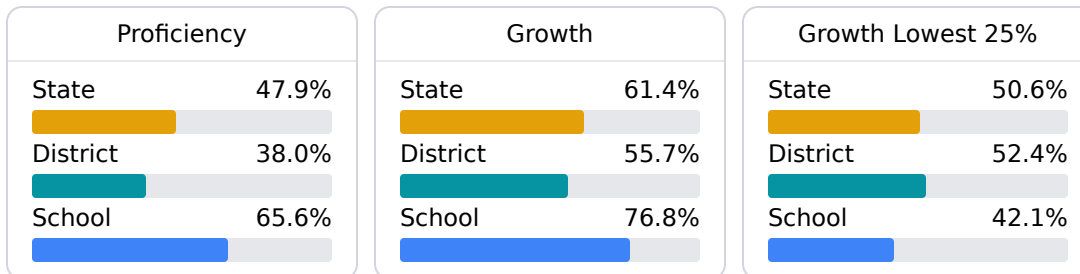 Proficiency
State 47.9%
District 38.0%
School 65.6%
Growth
State 61.4%
District 55.7%
School 76.8%
Growth Lowest 25%
State 50.6%
District 52.4%
School 42.1%